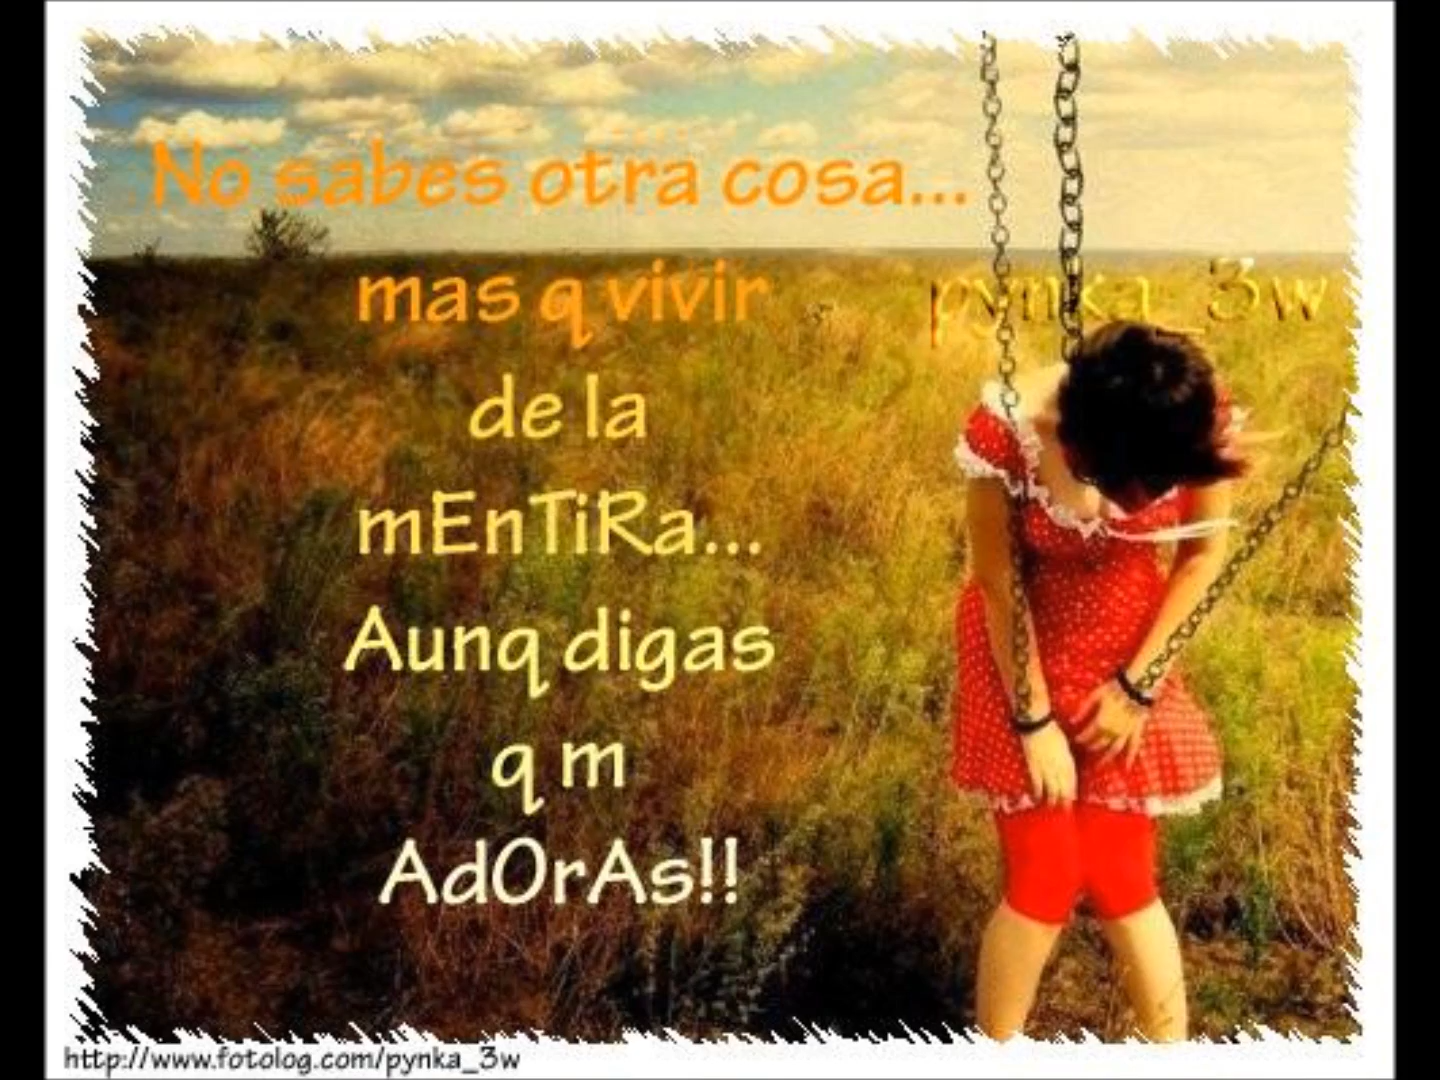 No sabes otra cosa...
mas q vivir
pynka_3w
de la
mEnTiRa...
Aunq digas
q m
AdOrAs!!
http://www.fotolog.com/pynka_3w